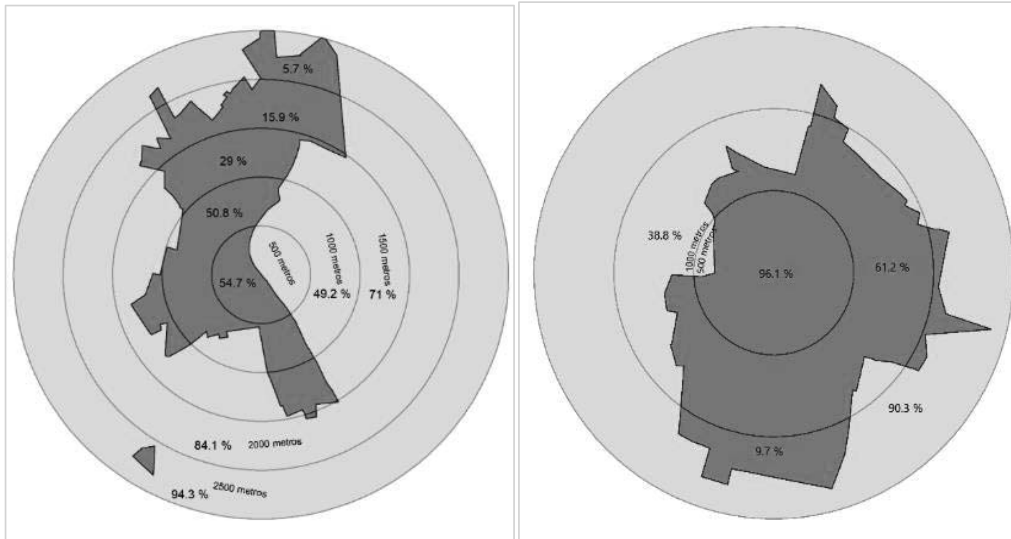 5.7 %
15.9 %
29 %
50.8 %
54.7 %
500 metros
1000 metros
49.2 %
1500 metros
71 %
84.1 %
2000 metros
94.3 %
2500 metros
38.8 %
1000 metros
500 metros
96.1 %
61.2 %
90.3 %
9.7 %